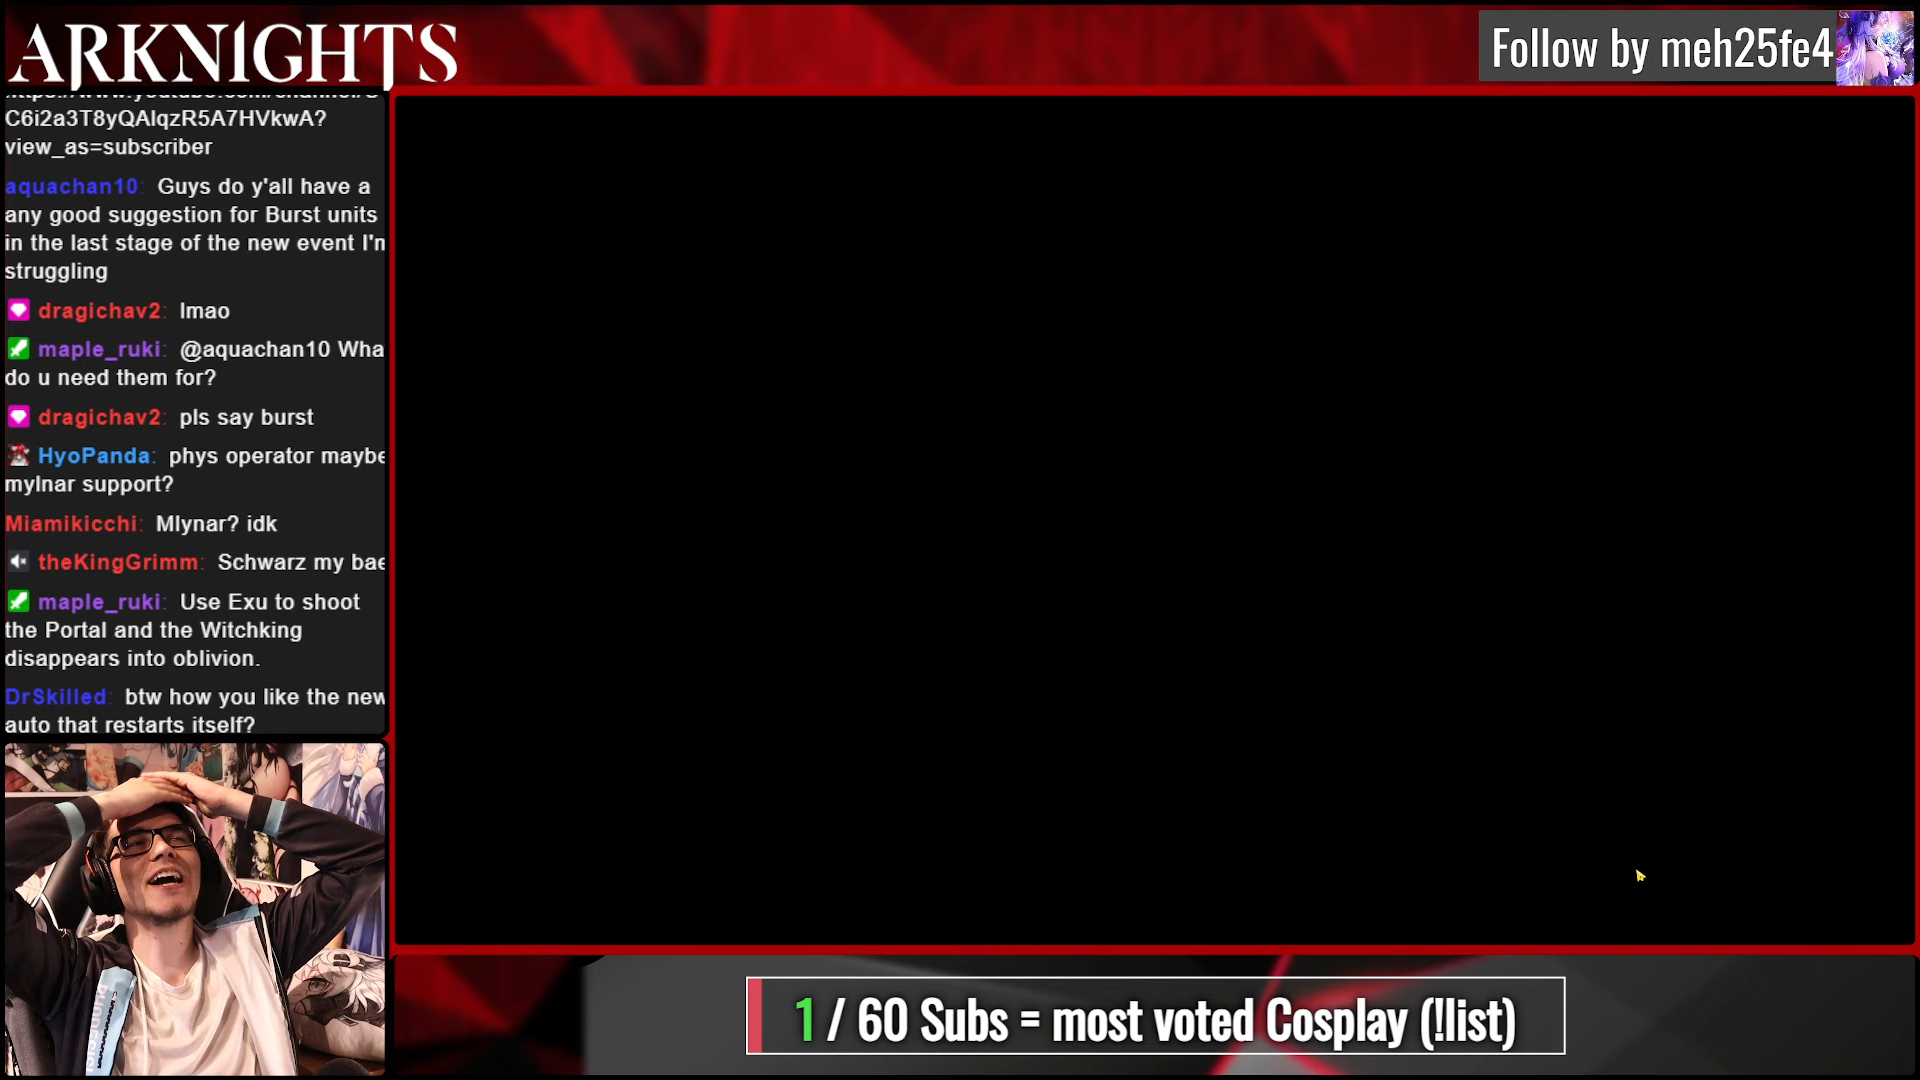 ARKNIGHTS
Follow by meh25fe4
C6i2a3T8yQAlqzR5A7HVkwA?
view_as=subscriber
aquachan10: Guys do y'all have a
any good suggestion for Burst units
in the last stage of the new event I'm
struggling
dragichav2: lmao
maple_ruki: @aquachan10 Wha
do u need them for?
dragichav2: pls say burst
HyoPanda: phys operator maybe
mylnar support?
Miamikicchi: Mlynar? idk
theKingGrimm: Schwarz my bae
maple_ruki: Use Exu to shoot
the Portal and the Witchking
disappears into oblivion.
DrSkilled: btw how you like the new
auto that restarts itself?
1 / 60 Subs = most voted Cosplay (!list)